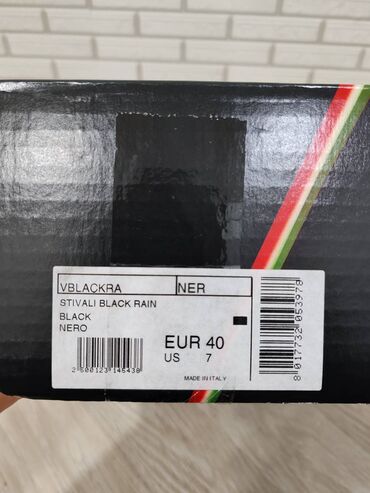 VBLACKRA NER
STIVALI BLACK RAIN
BLACK
NERO
EUR 40
US 7
2 500123 145438
MADE IN ITALY
8 017732 053978